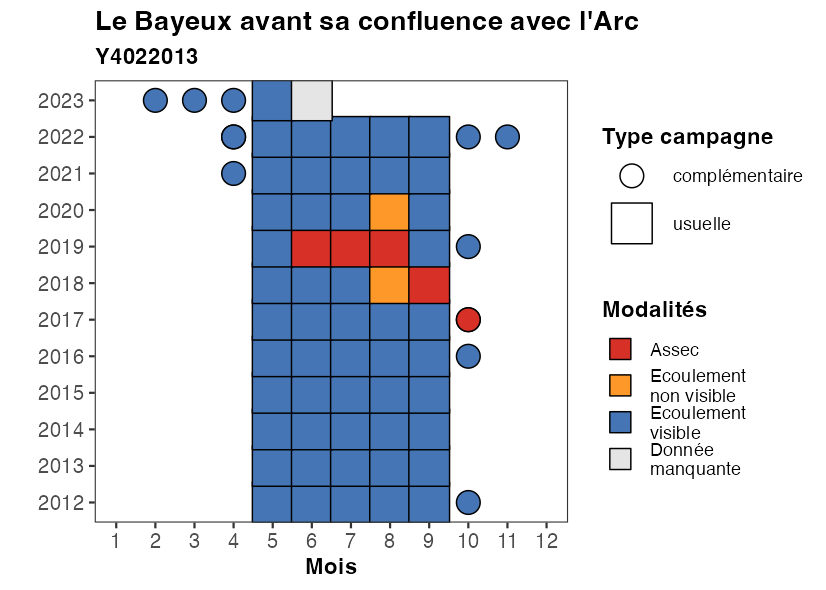 Le Bayeux avant sa confluence avec l'Arc
Y4022013
2023
2022
2021
2020
2019
2018
2017
2016
2015
2014
2013
2012
1 2 3 4 5 6 7 8 9 10 11 12
Mois
Type campagne
complémentaire
usuelle
Modalités
Assec
Ecoulement
non visible
Ecoulement
visible
Donnée
manquante